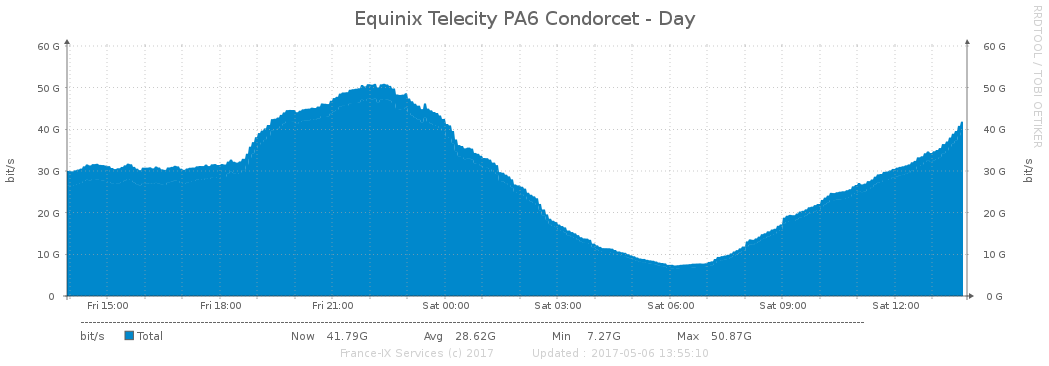 Equinix Telecity PA6 Condorcet - Day
RRDTOOL / TOBI OETIKER
60 G 60 G
50 G 50 G
40 G 40 G
30 G 30 G
20 G 20 G
10 G 10 G
0 0 G
bit/s
bit/s
Fri 15:00 Fri 18:00 Fri 21:00 Sat 00:00 Sat 03:00 Sat 06:00 Sat 09:00 Sat 12:00
bit/s Total Now 41.79G Avg 28.62G Min 7.27G Max 50.87G
France-IX Services (c) 2017 Updated : 2017-05-06 13:55:10